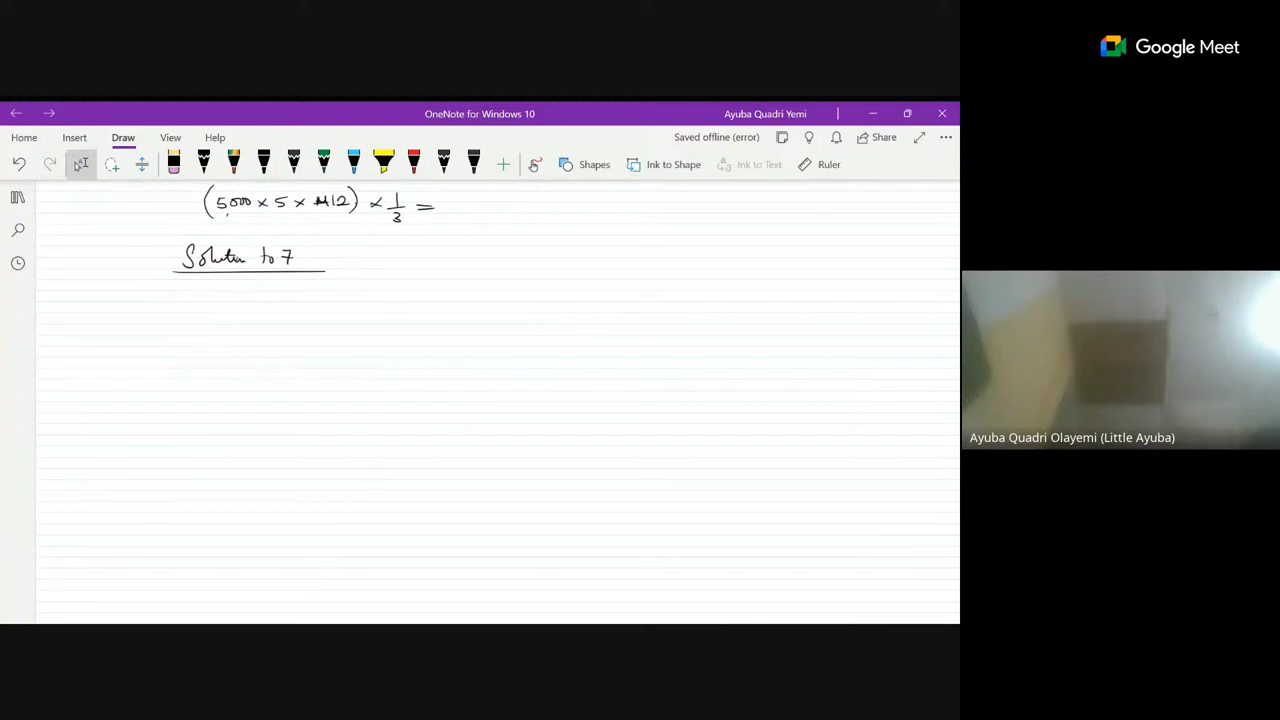 Google Meet
OneNote for Windows 10
Ayuba Quadri Yemi
Home Insert Draw View Help
Saved offline (error)
Share
Shapes
Ink to Shape
Ink to Text
Ruler
(5000 × 5 × ₦12) × 1/3 =
Solution to 7
Ayuba Quadri Olayemi (Little Ayuba)